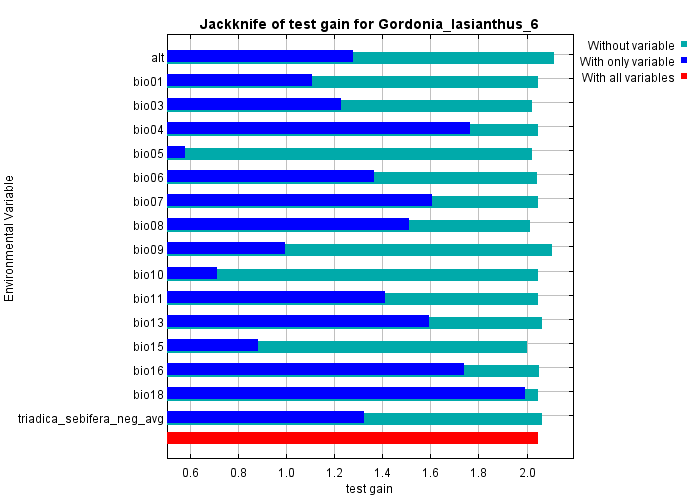 Jackknife of test gain for Gordonia_lasianthus_6
Without variable
With only variable
With all variables
Environmental Variable
alt
bio01
bio03
bio04
bio05
bio06
bio07
bio08
bio09
bio10
bio11
bio13
bio15
bio16
bio18
triadica_sebifera_neg_avg
0.6 0.8 1.0 1.2 1.4 1.6 1.8 2.0
test gain